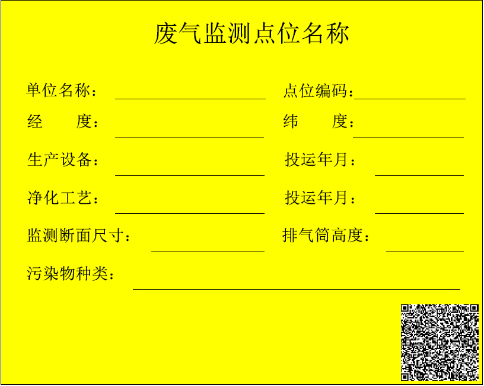 废气监测点位名称
单位名称： 点位编码：
经 度： 纬 度：
生产设备： 投运年月：
净化工艺： 投运年月：
监测断面尺寸： 排气筒高度：
污染物种类：